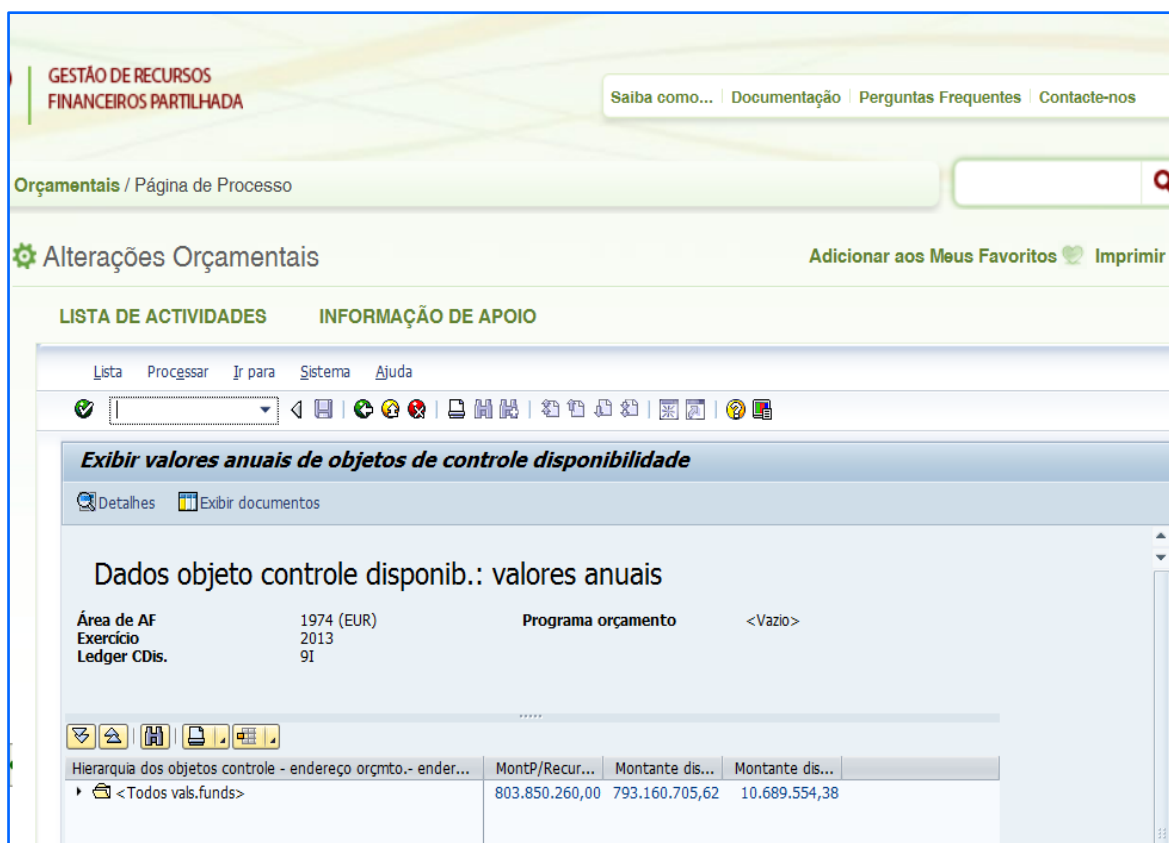 GESTÃO DE RECURSOS
FINANCEIROS PARTILHADA
Saiba como... Documentação Perguntas Frequentes Contacte-nos
Orçamentais / Página de Processo
Alterações Orçamentais
Adicionar aos Meus Favoritos Imprimir
LISTA DE ACTIVIDADES INFORMAÇÃO DE APOIO
Lista Processar Ir para Sistema Ajuda
Exibir valores anuais de objetos de controle disponibilidade
Detalhes Exibir documentos
Dados objeto controle disponib.: valores anuais
Área de AF 1974 (EUR) Programa orçamento <Vazio>
Exercício 2013
Ledger CDis. 9I
Hierarquia dos objetos controle - endereço orçmto.- ender... MontP/Recur... Montante dis... Montante dis...
<Todos vals.funds> 803.850.260,00 793.160.705,62 10.689.554,38